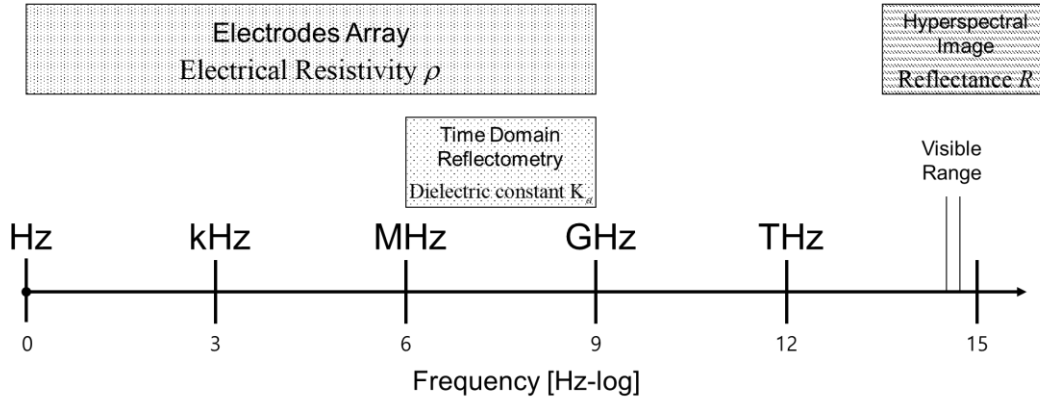 Electrodes Array
Electrical Resistivity ρ
Hyperspectral
Image
Reflectance R
Time Domain
Reflectometry
Dielectric constant K
Visible
Range
Hz kHz MHz GHz THz
0 3 6 9 12 15
Frequency [Hz-log]